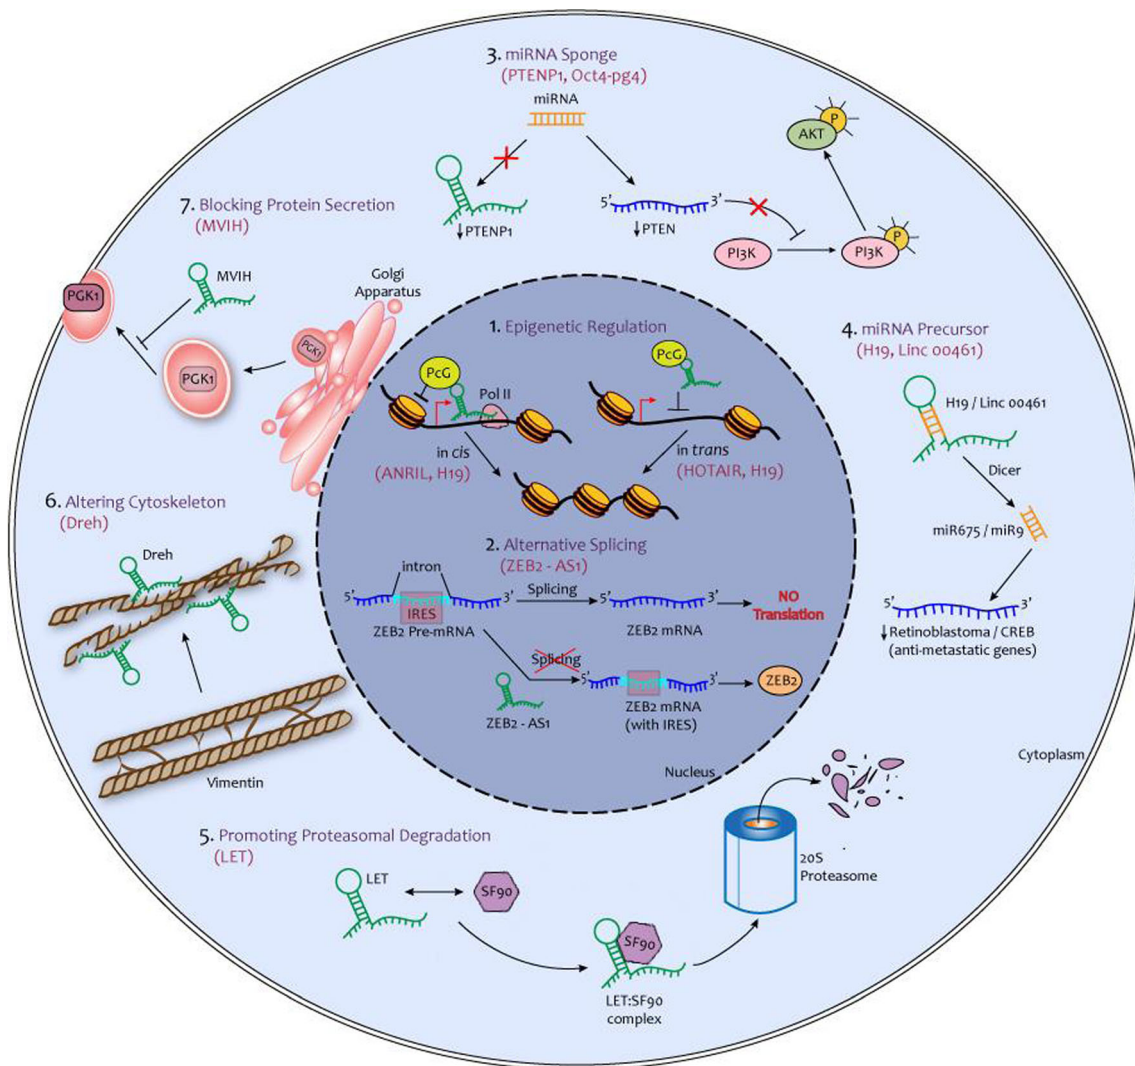 3. miRNA Sponge
(PTENP1, Oct4-pg4)
miRNA
↓PTENP1
5’ 3’
↓PTEN
AKT
P
PI3K
PI3K
P
7. Blocking Protein Secretion
(MVIH)
MVIH
PGK1
PGK1
PGK1
Golgi
Apparatus
1. Epigenetic Regulation
PcG
Pol II
in cis
(ANRIL, H19)
PcG
in trans
(HOTAIR, H19)
4. miRNA Precursor
(H19, Linc 00461)
H19 / Linc 00461
Dicer
miR675 / miR9
5’ 3’
↓Retinoblastoma / CREB
(anti-metastatic genes)
6. Altering Cytoskeleton
(Dreh)
Dreh
Vimentin
2. Alternative Splicing
(ZEB2 - AS1)
intron
5’ 3’
IRES
ZEB2 Pre-mRNA
Splicing
5’ 3’
ZEB2 mRNA
NO
Translation
Splicing
ZEB2 - AS1
5’ 3’
ZEB2 mRNA
(with IRES)
ZEB2
Nucleus
Cytoplasm
5. Promoting Proteasomal Degradation
(LET)
LET
SF90
SF90
LET:SF90
complex
20S
Proteasome